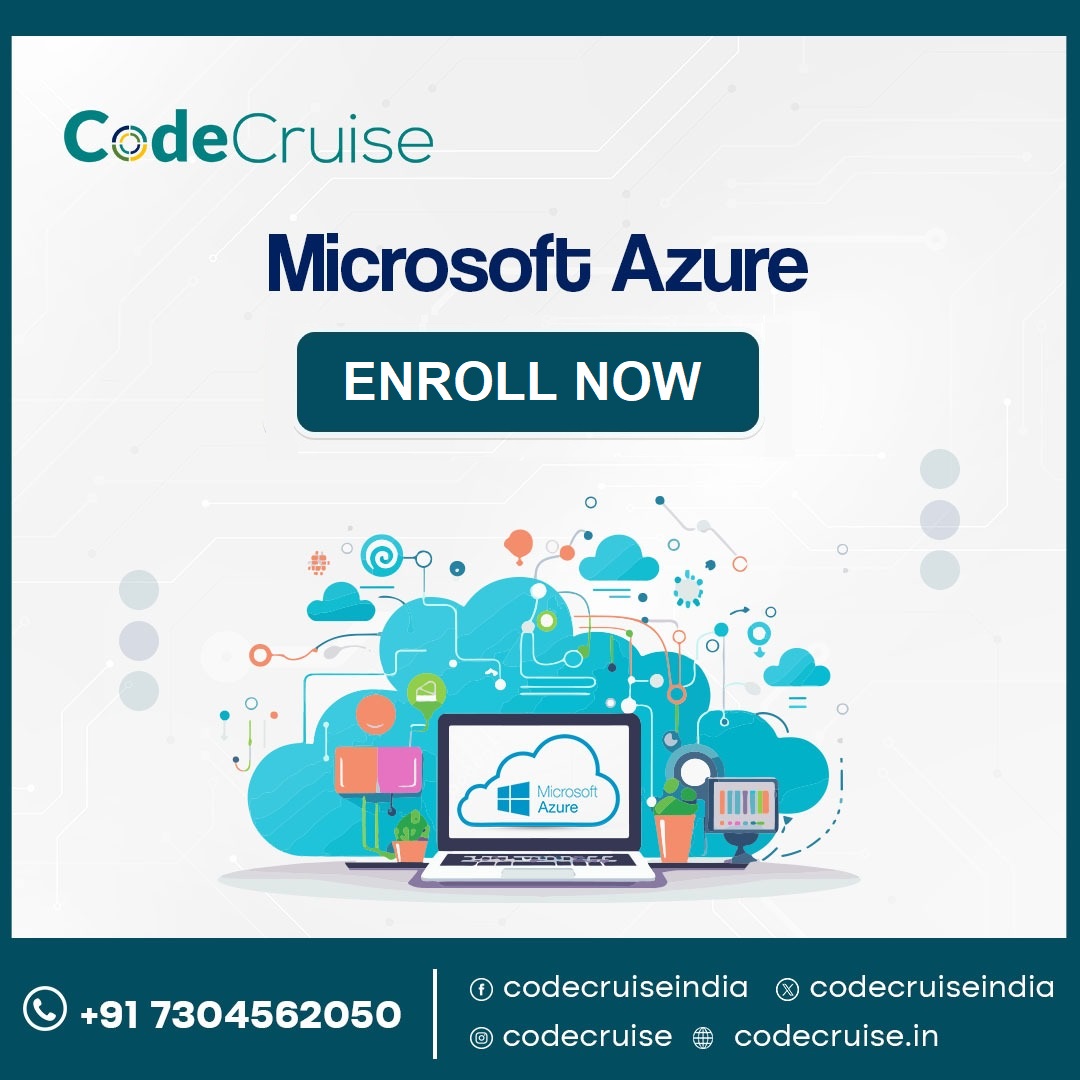 CodeCruise
Microsoft Azure
ENROLL NOW
Microsoft
Azure
+91 7304562050
codecruiseindia codecruiseindia
codecruise codecruise.in